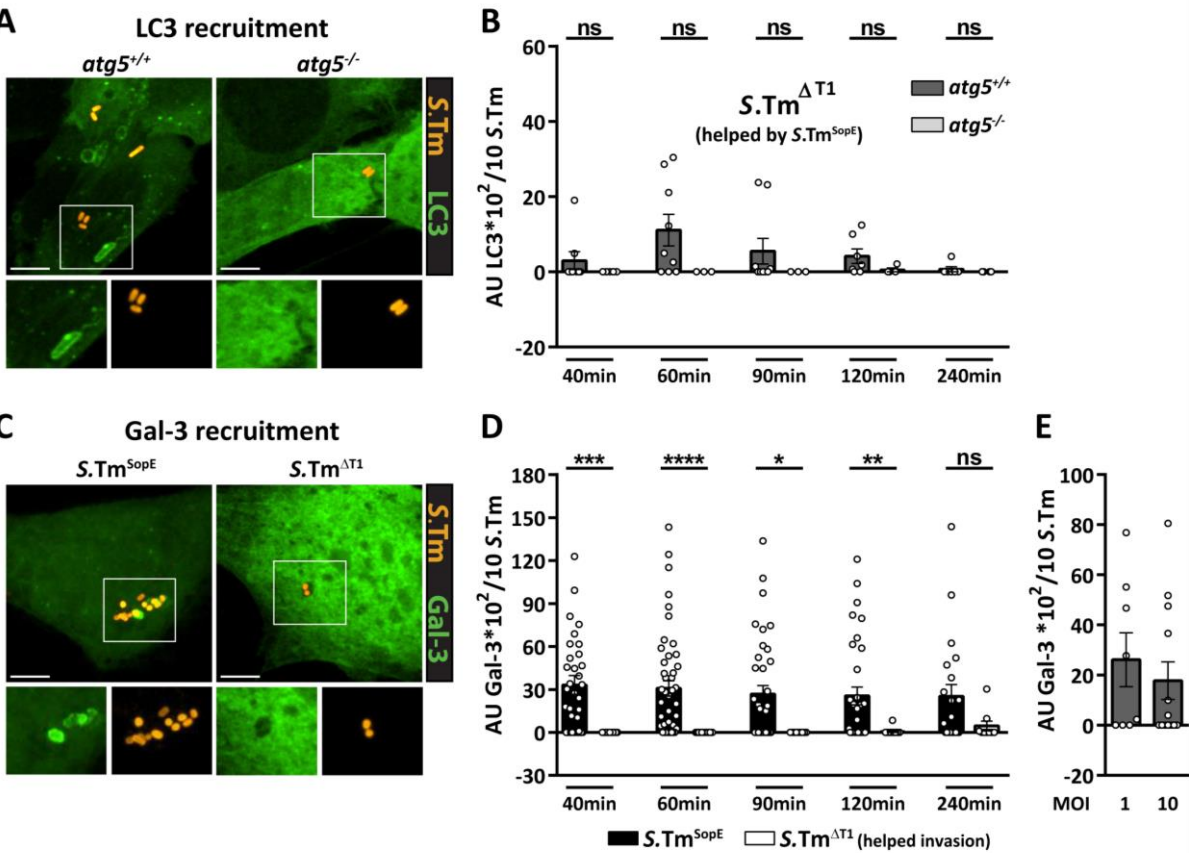 A
LC3 recruitment
atg5+/+
atg5-/-
S.Tm
LC3
B
ns
ns
ns
ns
ns
60
40
20
0
-20
AU LC3*10²/10 S.Tm
S.TmΔT1
(helped by S.TmSopE)
atg5+/+
atg5-/-
40min
60min
90min
120min
240min
C
Gal-3 recruitment
S.TmSopE
S.TmΔT1
S.Tm
Gal-3
D
***
****
*
**
ns
180
150
120
90
60
30
0
-30
AU Gal-3*10²/10 S.Tm
40min
60min
90min
120min
240min
S.TmSopE
S.TmΔT1 (helped invasion)
E
100
80
60
40
20
0
-20
AU Gal-3 *10²/10 S.Tm
MOI 1 10